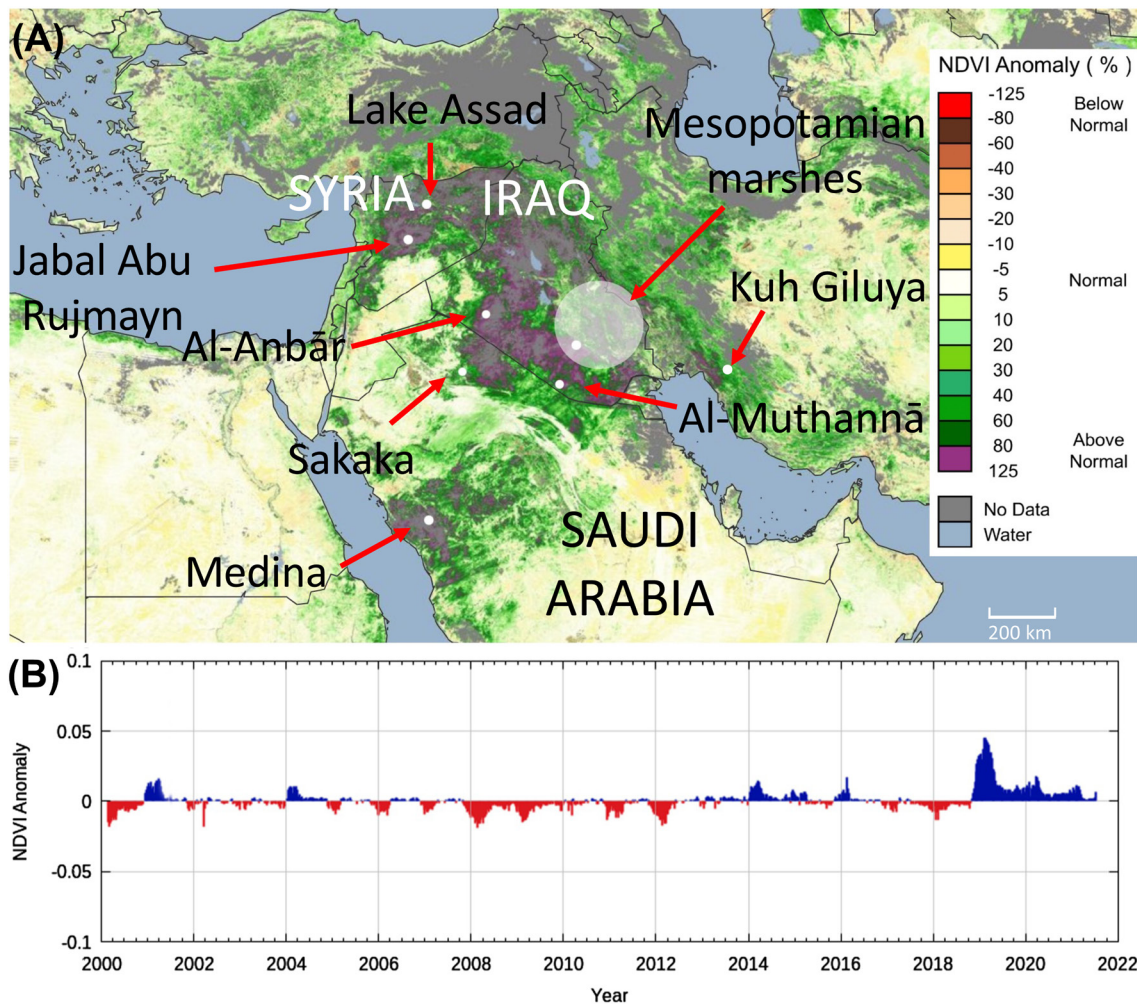 (A)
NDVI Anomaly ( % )
-125
-80
-60
-40
-30
-20
-10
-5
5
10
20
30
40
60
80
125
Below
Normal
Normal
Above
Normal
No Data
Water
Lake Assad
Mesopotamian
marshes
SYRIA
IRAQ
Jabal Abu
Rujmayn
Kuh Giluya
Al-Anbār
Al-Muthannā
Sakaka
Medina
SAUDI
ARABIA
200 km
(B)
0.1
0.05
0
-0.05
-0.1
NDVI Anomaly
2000 2002 2004 2006 2008 2010 2012 2014 2016 2018 2020 2022
Year